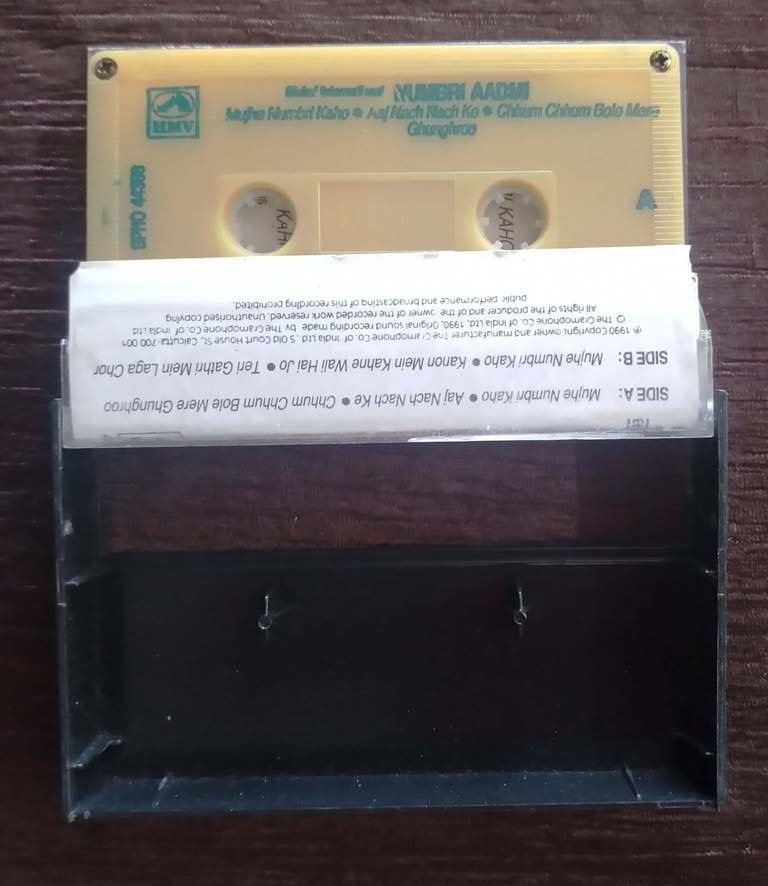 HMV
International NUMBRI AADMI
Mujhe Numbri Kaho ● Aaj Nach Nach Ke ● Chhum Chhum Bole Mere
Ghunghroo
A
SPHO
KAHO
KAHO
SIDE A: Mujhe Numbri Kaho ● Aaj Nach Nach Ke ● Chhum Chhum Bole Mere Ghunghroo
SIDE B: Mujhe Numbri Kaho ● Kanon Mein Kahne Wali Hai Jo ● Teri Gathri Mein Laga Chor
℗ 1990 Copyright owner and manufacturer The Gramophone Co. of India Ltd., 5 Old Court House St., Calcutta-700 001
© The Gramophone Co. of India Ltd. 1990, Original sound recording made by The Gramophone Co. of India Ltd
All rights of the producer and of the owner of the recorded work reserved. Unauthorised copying
public performance and broadcasting of this recording prohibited.